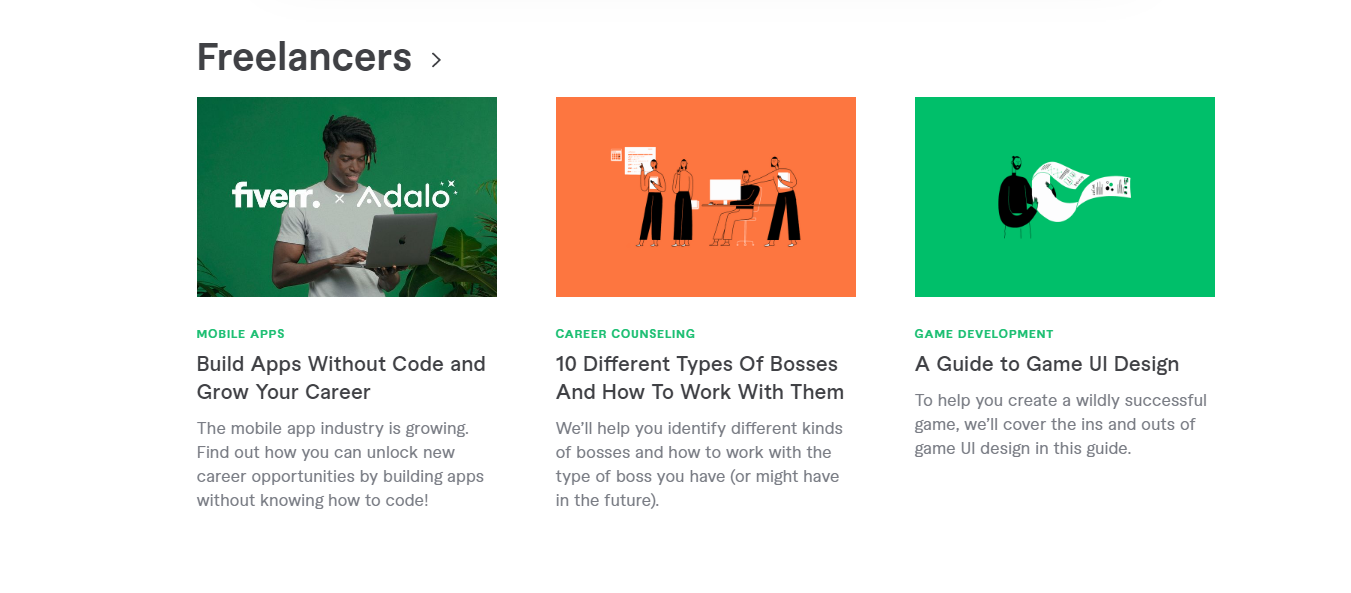 Freelancers
fiverr. × Adalo
MOBILE APPS
Build Apps Without Code and
Grow Your Career
The mobile app industry is growing.
Find out how you can unlock new
career opportunities by building apps
without knowing how to code!
CAREER COUNSELING
10 Different Types Of Bosses
And How To Work With Them
We’ll help you identify different kinds
of bosses and how to work with the
type of boss you have (or might have
in the future).
GAME DEVELOPMENT
A Guide to Game UI Design
To help you create a wildly successful
game, we’ll cover the ins and outs of
game UI design in this guide.